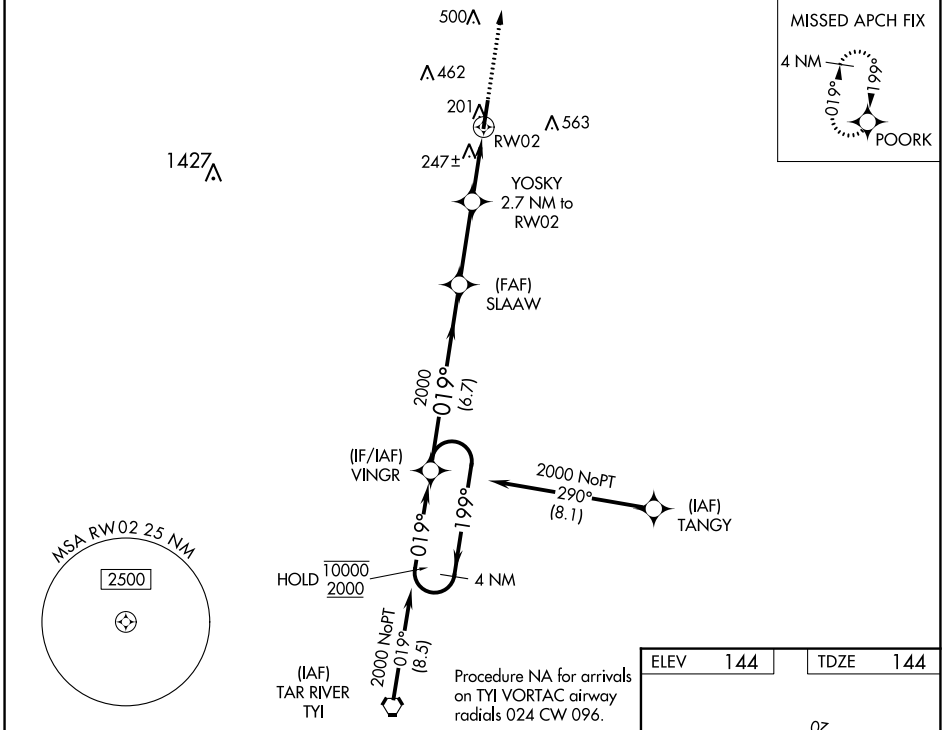 500
462
201
563
RW02
247±
1427
YOSKY
2.7 NM to
RW02
(FAF)
SLAAW
2000
019°
(6.7)
(IF/IAF)
VINGR
2000 NoPT
290°
(8.1)
(IAF)
TANGY
019°
199°
HOLD 10000
2000
4 NM
2000 NoPT
019°
(8.5)
(IAF)
TAR RIVER
TYI
Procedure NA for arrivals
on TYI VORTAC airway
radials 024 CW 096.
MSA RW02 25 NM
2500
MISSED APCH FIX
4 NM
019°
199°
POORK
ELEV 144
TDZE 144